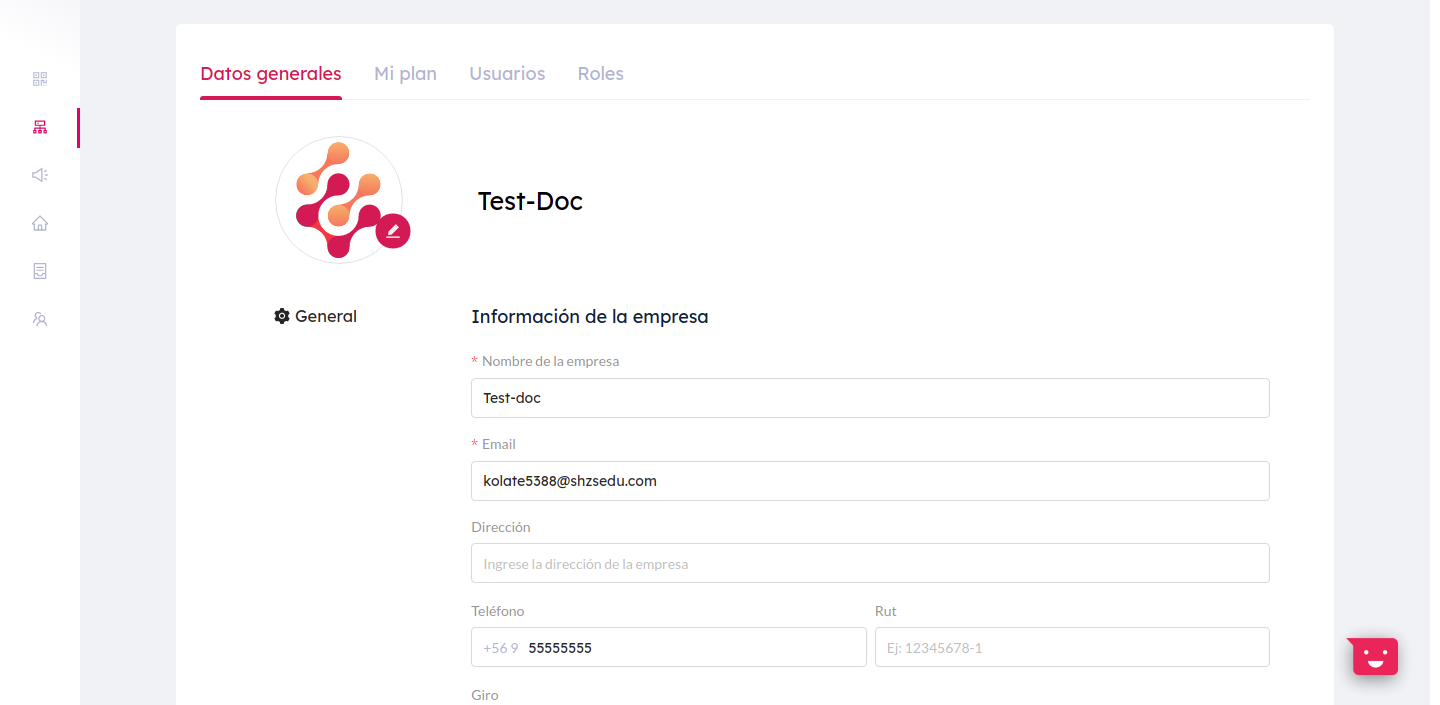 Datos generales Mi plan Usuarios Roles
Test-Doc
General
Información de la empresa
* Nombre de la empresa
Test-doc
* Email
kolate5388@shzsedu.com
Dirección
Ingrese la dirección de la empresa
Teléfono Rut
+56 9 55555555 Ej: 12345678-1
Giro